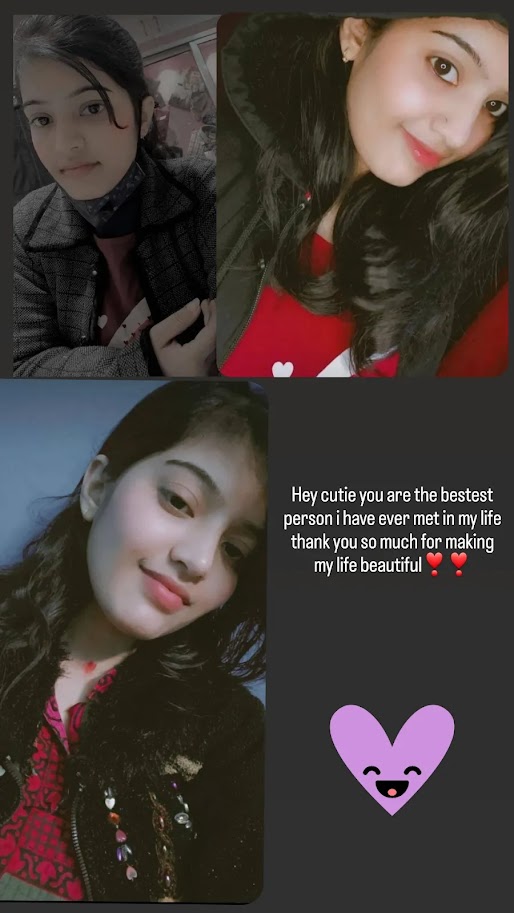 Hey cutie you are the bestest
person i have ever met in my life
thank you so much for making
my life beautiful❣️❣️